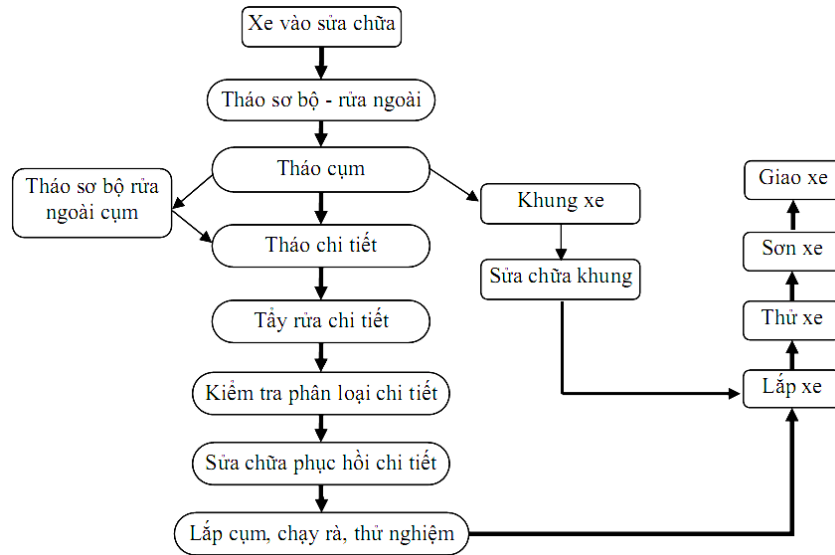 Xe vào sửa chữa
Tháo sơ bộ - rửa ngoài
Tháo cụm
Tháo sơ bộ rửa
ngoài cụm
Khung xe
Giao xe
Tháo chi tiết
Sơn xe
Sửa chữa khung
Tẩy rửa chi tiết
Thử xe
Kiểm tra phân loại chi tiết
Lắp xe
Sửa chữa phục hồi chi tiết
Lắp cụm, chạy rà, thử nghiệm